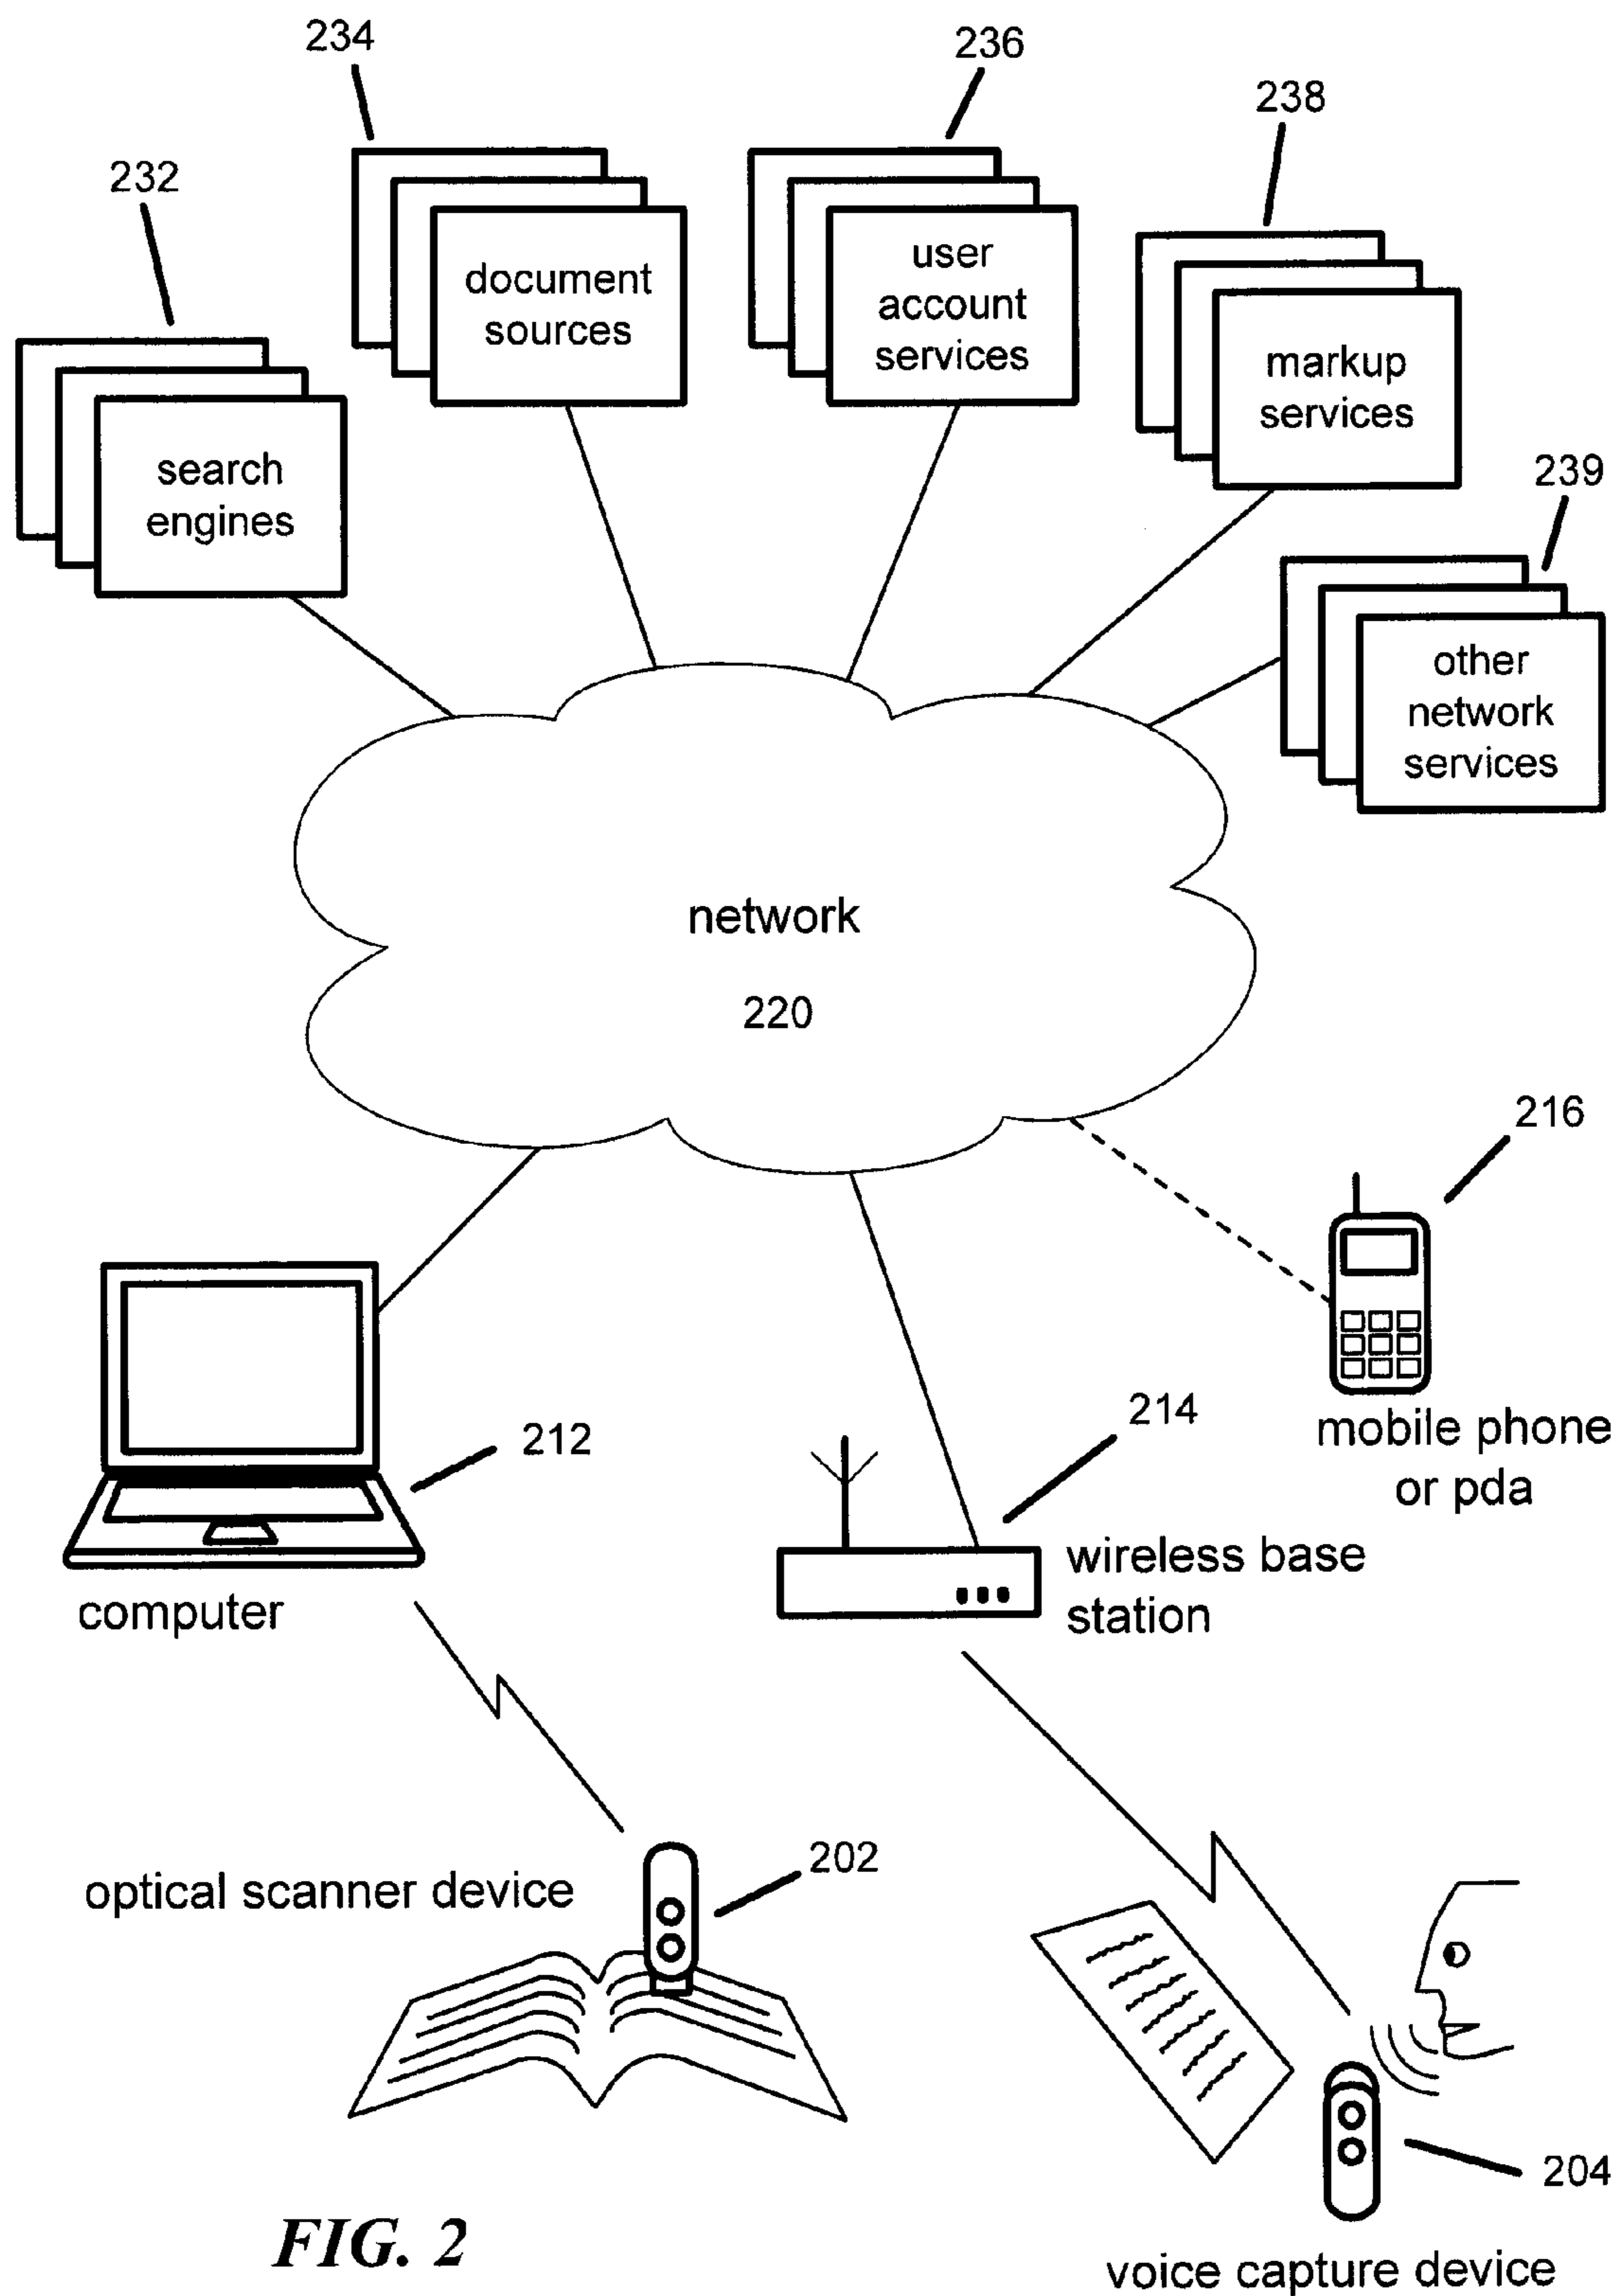 234
236
238
232
document
sources
user
account
services
markup
services
239
search
engines
other
network
services
network
220
216
mobile phone
or pda
214
212
wireless base
station
computer
202
optical scanner device
204
FIG. 2
voice capture device